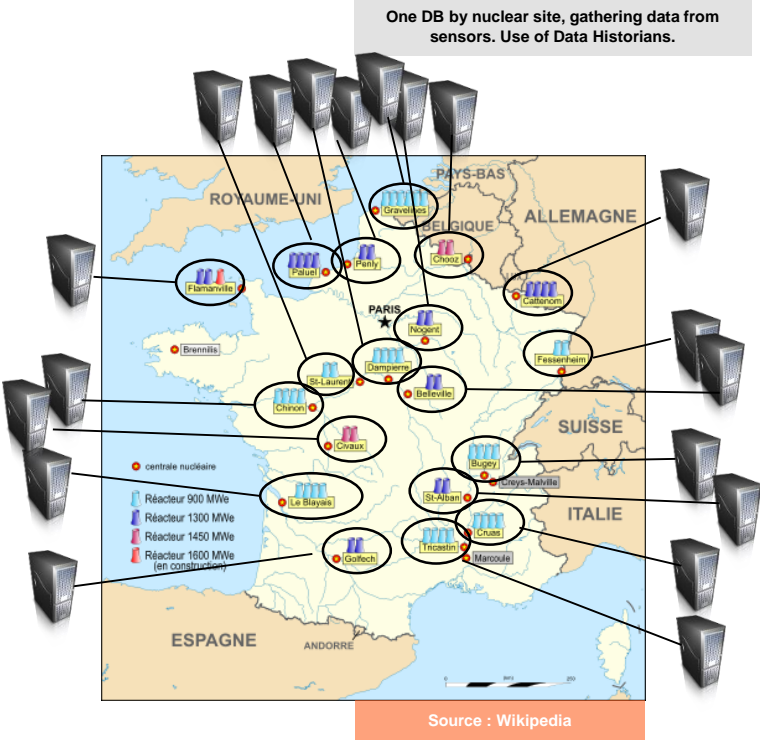 One DB by nuclear site, gathering data from
sensors. Use of Data Historians.
PAYS-BAS
ROYAUME-UNI
Gravelines
ALLEMAGNE
BELGIQUE
Chooz
Penly
Paluel
Flamanville
Cattenom
PARIS
Nogent
Brennilis
Fessenheim
Dampierre
St-Laurent
Belleville
Chinon
SUISSE
Civaux
Bugey
centrale nucléaire
Creys-Malville
Réacteur 900 MWe
St-Alban
Le Blayais
Réacteur 1300 MWe
ITALIE
Réacteur 1450 MWe
Cruas
Tricastin
Réacteur 1600 MWe
(en construction)
Golfech
Marcoule
ESPAGNE
ANDORRE
0
250
Source : Wikipedia